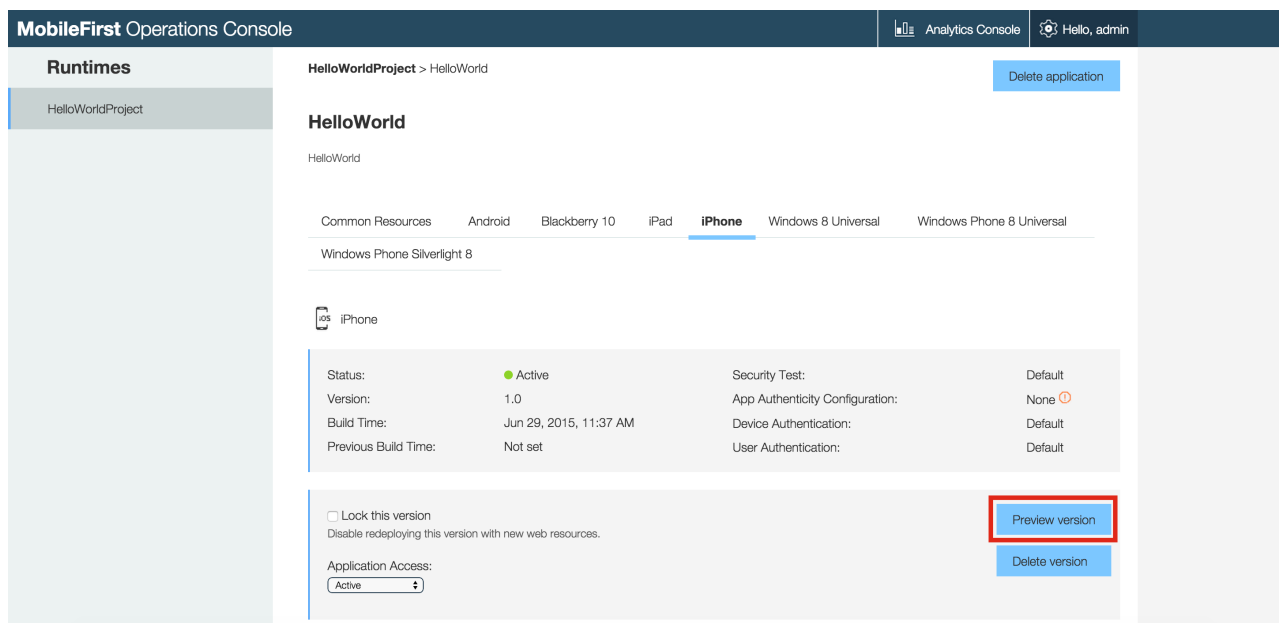 MobileFirst Operations Console
Analytics Console
Hello, admin
Runtimes
HelloWorldProject
HelloWorldProject > HelloWorld
Delete application
HelloWorld
HelloWorld
Common Resources Android Blackberry 10 iPad iPhone Windows 8 Universal Windows Phone 8 Universal
Windows Phone Silverlight 8
iOS iPhone
Status: Active Security Test: Default
Version: 1.0 App Authenticity Configuration: None
Build Time: Jun 29, 2015, 11:37 AM Device Authentication: Default
Previous Build Time: Not set User Authentication: Default
Lock this version
Disable redeploying this version with new web resources.
Preview version
Delete version
Application Access:
Active